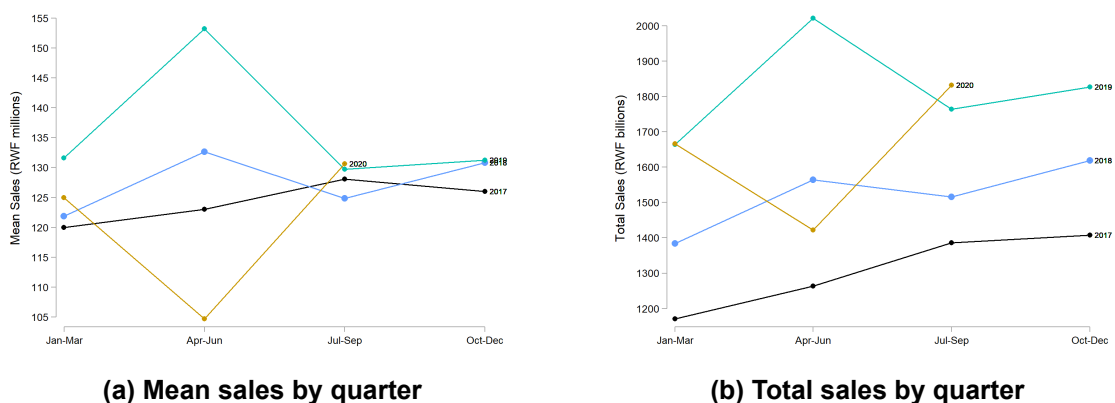 155
150
145
140
135
130
125
120
115
110
105
Mean Sales (RWF millions)
2020
2018
2017
Jan-Mar
Apr-Jun
Jul-Sep
Oct-Dec
(a) Mean sales by quarter
2000
1900
1800
1700
1600
1500
1400
1300
1200
Total Sales (RWF billions)
2020
2019
2018
2017
Jan-Mar
Apr-Jun
Jul-Sep
Oct-Dec
(b) Total sales by quarter